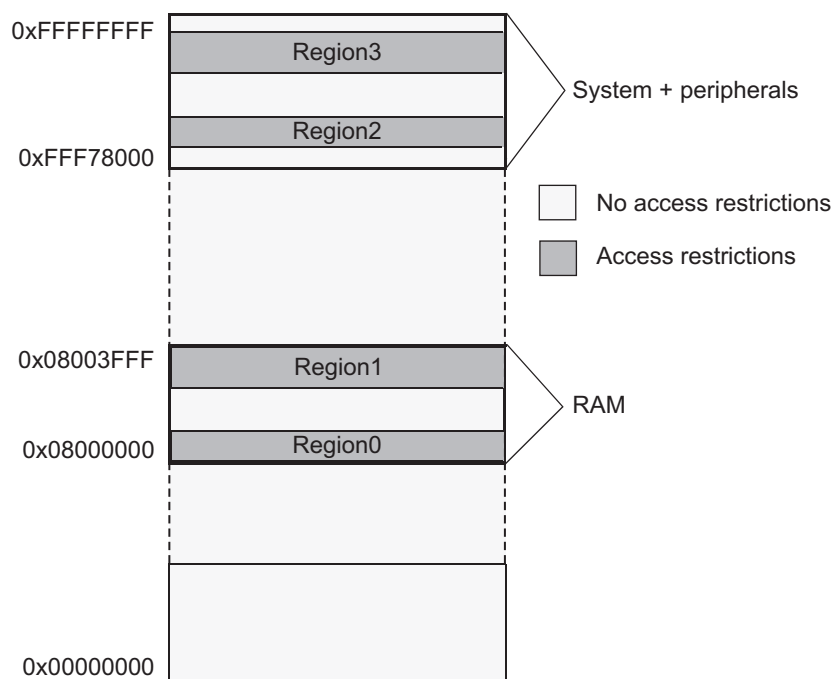 0xFFFFFFFF
Region3
System + peripherals
Region2
0xFFF78000
No access restrictions
Access restrictions
0x08003FFF
Region1
RAM
Region0
0x08000000
0x00000000